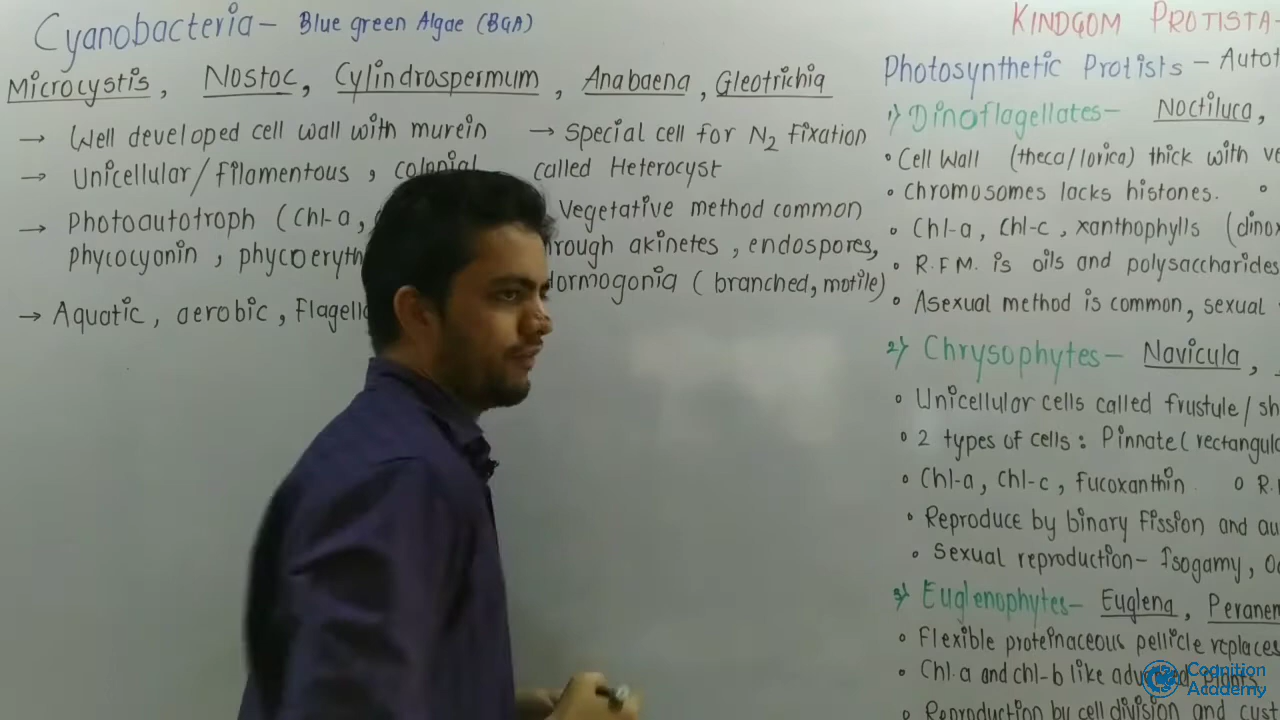 Cyanobacteria - Blue green Algae (BGA)
Microcystis, Nostoc, Cylindrospermum, Anabaena, Gleotrichia
→ Well developed cell wall with murein
→ Unicellular/filamentous, colonial
→ Photoautotroph (Chl-a,
phycocyanin, phycoeryth
→ Aquatic, aerobic, flagell
→ Special cell for N2 fixation
called Heterocyst
Vegetative method common
hrough akinetes, endospores,
hormogonia (branched, motile)
KINDGOM PROTISTA-
Photosynthetic Protists - Autot
1) Dinoflagellates- Noctiluca,
• Cell Wall (theca/lorica) thick with ve
• chromosomes lacks histones.
• Chl-a, chl-c, xanthophylls (dinox
• R.F.M. is oils and polysaccharides
• Asexual method is common, sexual
2) Chrysophytes- Navicula,
• Unicellular cells called frustule/sh
• 2 types of cells: Pinnate(rectangula
• Chl-a, Chl-c, fucoxanthin • R.
• Reproduce by binary fission and au
• Sexual reproduction- Isogamy, Oo
3) Euglenophytes- Euglena, Peranem
• Flexible proteinaceous pellicle replaces
• Chl.a and chl-b like advanced plants
• Reproduction by cell division and cyst
Cognition
Academy